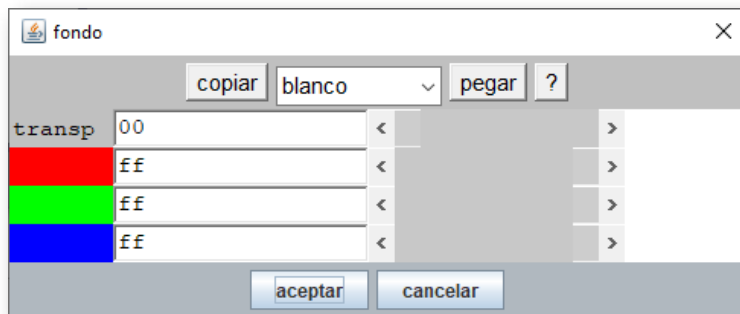 fondo
copiar blanco pegar ?
transp 00
ff
ff
ff
aceptar cancelar